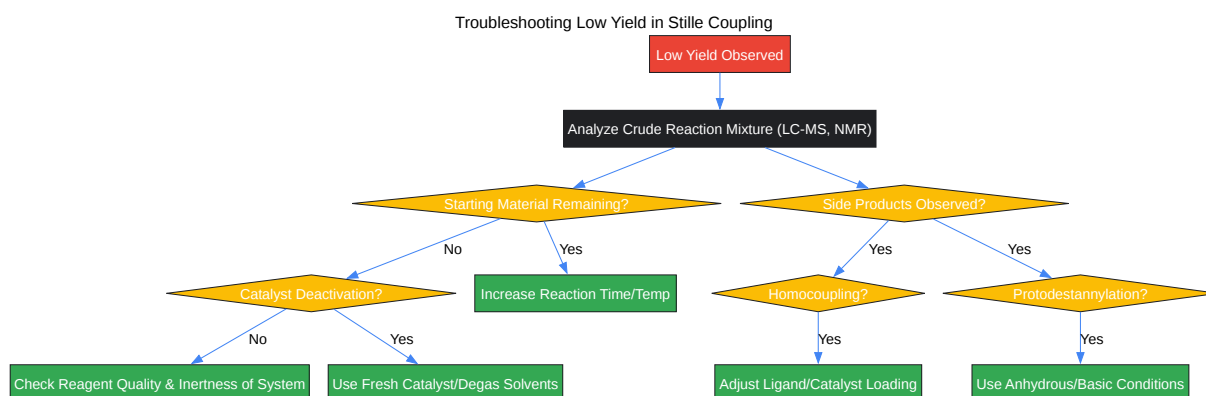 Troubleshooting Low Yield in Stille Coupling
Low Yield Observed
Analyze Crude Reaction Mixture (LC-MS, NMR)
Starting Material Remaining?
Side Products Observed?
No
Yes
Yes
Yes
Catalyst Deactivation?
Increase Reaction Time/Temp
Homocoupling?
Protodestannylation?
No
Yes
Yes
Yes
Check Reagent Quality & Inertness of System
Use Fresh Catalyst/Degas Solvents
Adjust Ligand/Catalyst Loading
Use Anhydrous/Basic Conditions